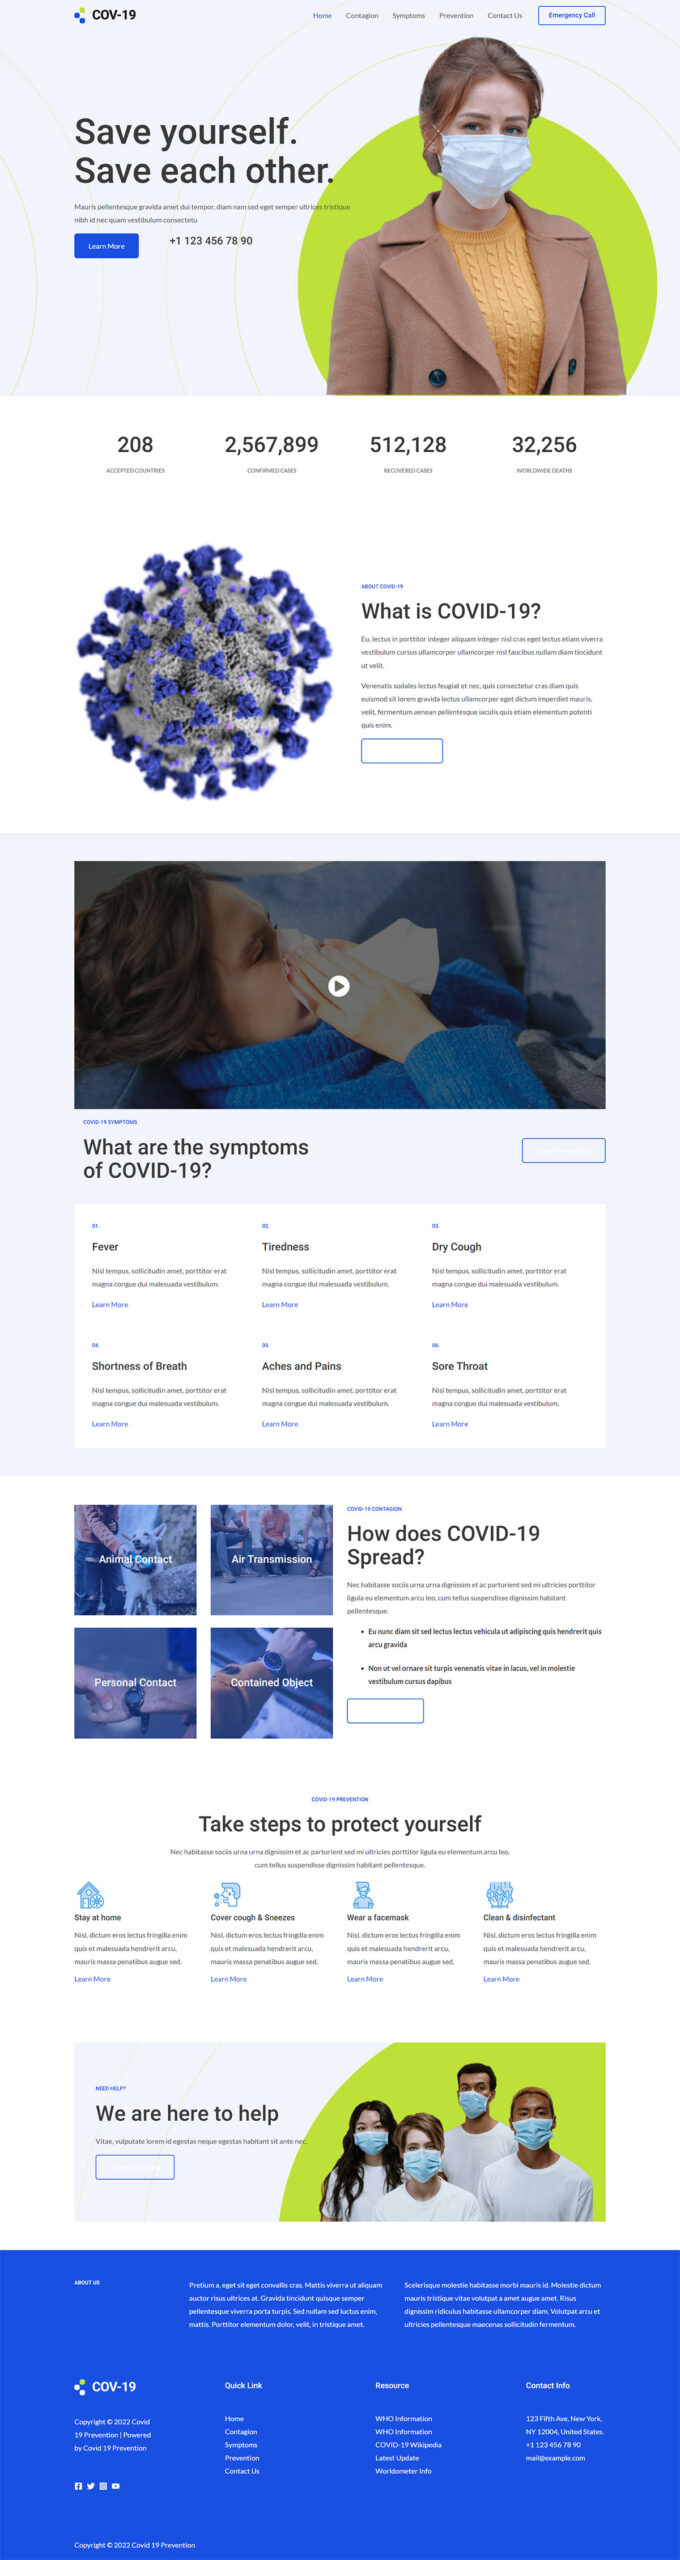 COV-19
Home Contagion Symptoms Prevention Contact Us Emergency Call
Save yourself.
Save each other.
Mauris pellentesque gravida amet dui tempor, diam nam sed eget semper ultrices tristique
nibh id nec quam vestibulum consectetu
Learn More +1 123 456 78 90
208 2,567,899 512,128 32,256
ACCEPTED COUNTRIES CONFIRMED CASES RECOVERED CASES WORLDWIDE DEATHS
ABOUT COVID-19
What is COVID-19?
Eu, lectus in porttitor integer aliquam integer nisl cras eget lectus etiam viverra
vestibulum cursus ullamcorper ullamcorper nisl faucibus nullam diam tincidunt
ut velit.
Venenatis sodales lectus feugiat et nec, quis consectetur cras diam quis
euismod sit lorem gravida lectus ullamcorper eget dictum imperdiet mauris,
velit, fermentum aenean pellentesque iaculis quis etiam elementum potenti
quis enim.
COVID-19 SYMPTOMS
What are the symptoms
of COVID-19?
01. 02. 03.
Fever Tiredness Dry Cough
Nisl tempus, sollicitudin amet, porttitor erat Nisl tempus, sollicitudin amet, porttitor erat Nisl tempus, sollicitudin amet, porttitor erat
magna congue dui malesuada vestibulum. magna congue dui malesuada vestibulum. magna congue dui malesuada vestibulum.
Learn More Learn More Learn More
04. 05. 06.
Shortness of Breath Aches and Pains Sore Throat
Nisl tempus, sollicitudin amet, porttitor erat Nisl tempus, sollicitudin amet, porttitor erat Nisl tempus, sollicitudin amet, porttitor erat
magna congue dui malesuada vestibulum. magna congue dui malesuada vestibulum. magna congue dui malesuada vestibulum.
Learn More Learn More Learn More
Animal Contact Air Transmission
Personal Contact Contained Object
COVID-19 CONTAGION
How does COVID-19
Spread?
Nec habitasse sociis urna urna dignissim et ac parturient sed mi ultricies porttitor
ligula eu elementum arcu leo, cum tellus suspendisse dignissim habitant
pellentesque.
• Eu nunc diam sit sed lectus lectus vehicula ut adipiscing quis hendrerit quis
arcu gravida
• Non ut vel ornare sit turpis venenatis vitae in lacus, vel in molestie
vestibulum cursus dapibus
COVID-19 PREVENTION
Take steps to protect yourself
Nec habitasse sociis urna urna dignissim et ac parturient sed mi ultricies porttitor ligula eu elementum arcu leo,
cum tellus suspendisse dignissim habitant pellentesque.
Stay at home Cover cough & Sneezes Wear a facemask Clean & disinfectant
Nisl, dictum eros lectus fringilla enim Nisl, dictum eros lectus fringilla enim Nisl, dictum eros lectus fringilla enim Nisl, dictum eros lectus fringilla enim
quis et malesuada hendrerit arcu, quis et malesuada hendrerit arcu, quis et malesuada hendrerit arcu, quis et malesuada hendrerit arcu,
mauris massa penatibus augue sed. mauris massa penatibus augue sed. mauris massa penatibus augue sed. mauris massa penatibus augue sed.
Learn More Learn More Learn More Learn More
NEED HELP?
We are here to help
Vitae, vulputate lorem id egestas neque egestas habitant sit ante nec.
ABOUT US
Pretium a, eget sit eget convallis cras. Mattis viverra ut aliquam
auctor risus ultrices at. Gravida tincidunt quisque semper
pellentesque viverra porta turpis. Sed nullam sed luctus enim,
mattis. Porttitor elementum dolor, velit, in tristique amet.
Scelerisque molestie habitasse morbi mauris id. Molestie dictum
mauris tristique vitae volutpat a amet augue amet. Risus
dignissim ridiculus habitasse ullamcorper diam. Volutpat arcu et
ultricies pellentesque maecenas sollicitudin fermentum.
COV-19
Copyright © 2022 Covid
19 Prevention | Powered
by Covid 19 Prevention
Quick Link
Home
Contagion
Symptoms
Prevention
Contact Us
Resource
WHO Information
WHO Information
COVID-19 Wikipedia
Latest Update
Worldometer Info
Contact Info
123 Fifth Ave, New York,
NY 12004, United States.
+1 123 456 78 90
mail@example.com
Copyright © 2022 Covid 19 Prevention